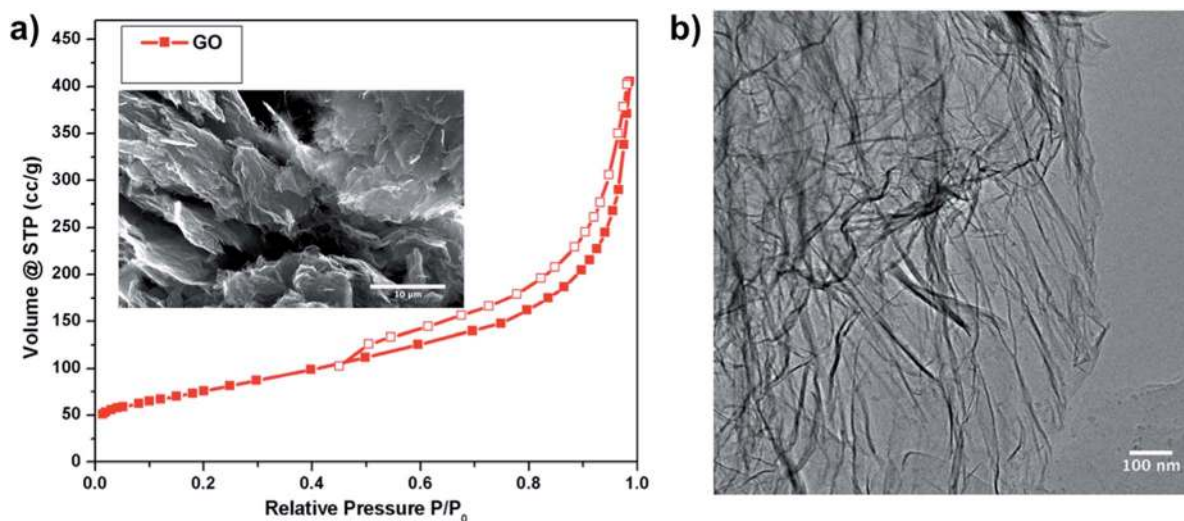 a)
GO
450
400
350
300
250
200
150
100
50
0
Volume @ STP (cc/g)
10 µm
0.0 0.2 0.4 0.6 0.8 1.0
Relative Pressure P/P₀
b)
100 nm